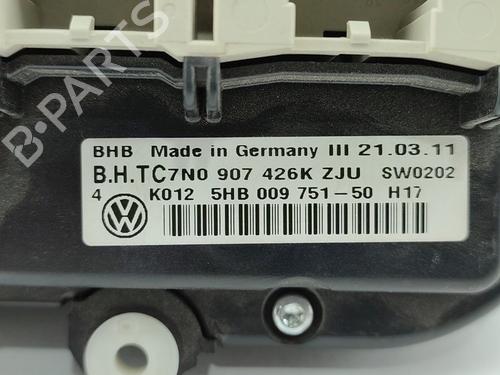 BHB Made in Germany III 21.03.11
B.H.TC7N0 907 426K ZJU SW0202
4 K012 5HB 009 751-50 H17
B-PARTS